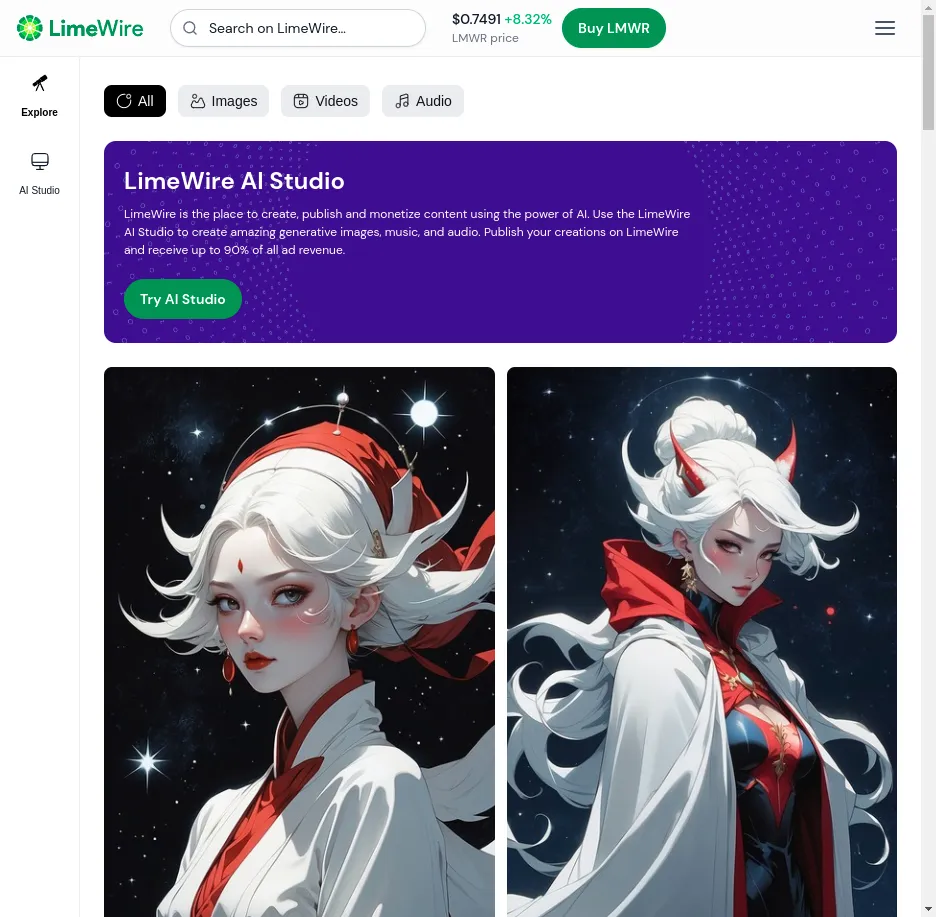 LimeWire
Search on LimeWire...
$0.7491 +8.32%
LMWR price
Buy LMWR
Explore
AI Studio
All
Images
Videos
Audio
LimeWire AI Studio
LimeWire is the place to create, publish and monetize content using the power of AI. Use the LimeWire
AI Studio to create amazing generative images, music, and audio. Publish your creations on LimeWire
and receive up to 90% of all ad revenue.
Try AI Studio